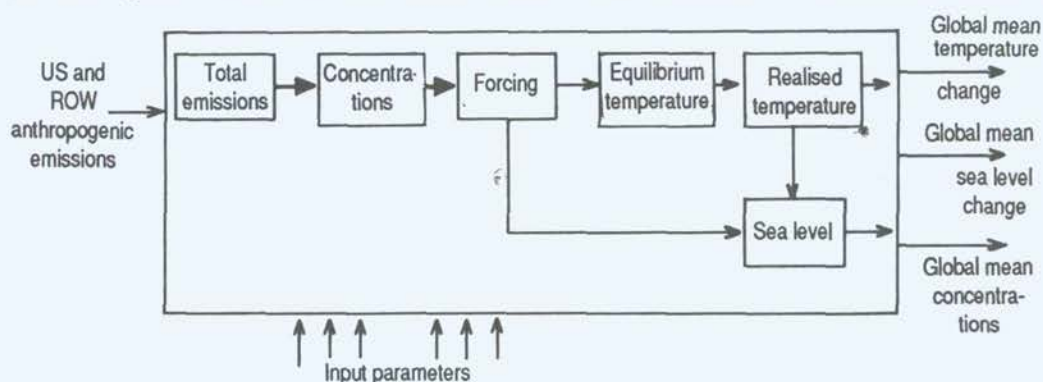 US and
ROW
anthropogenic
emissions
Total
emissions
Concentra-
tions
Forcing
Equilibrium
temperature
Realised
temperature
Sea level
Global mean
temperature
change
Global mean
sea level
change
Global mean
concentra-
tions
Input parameters